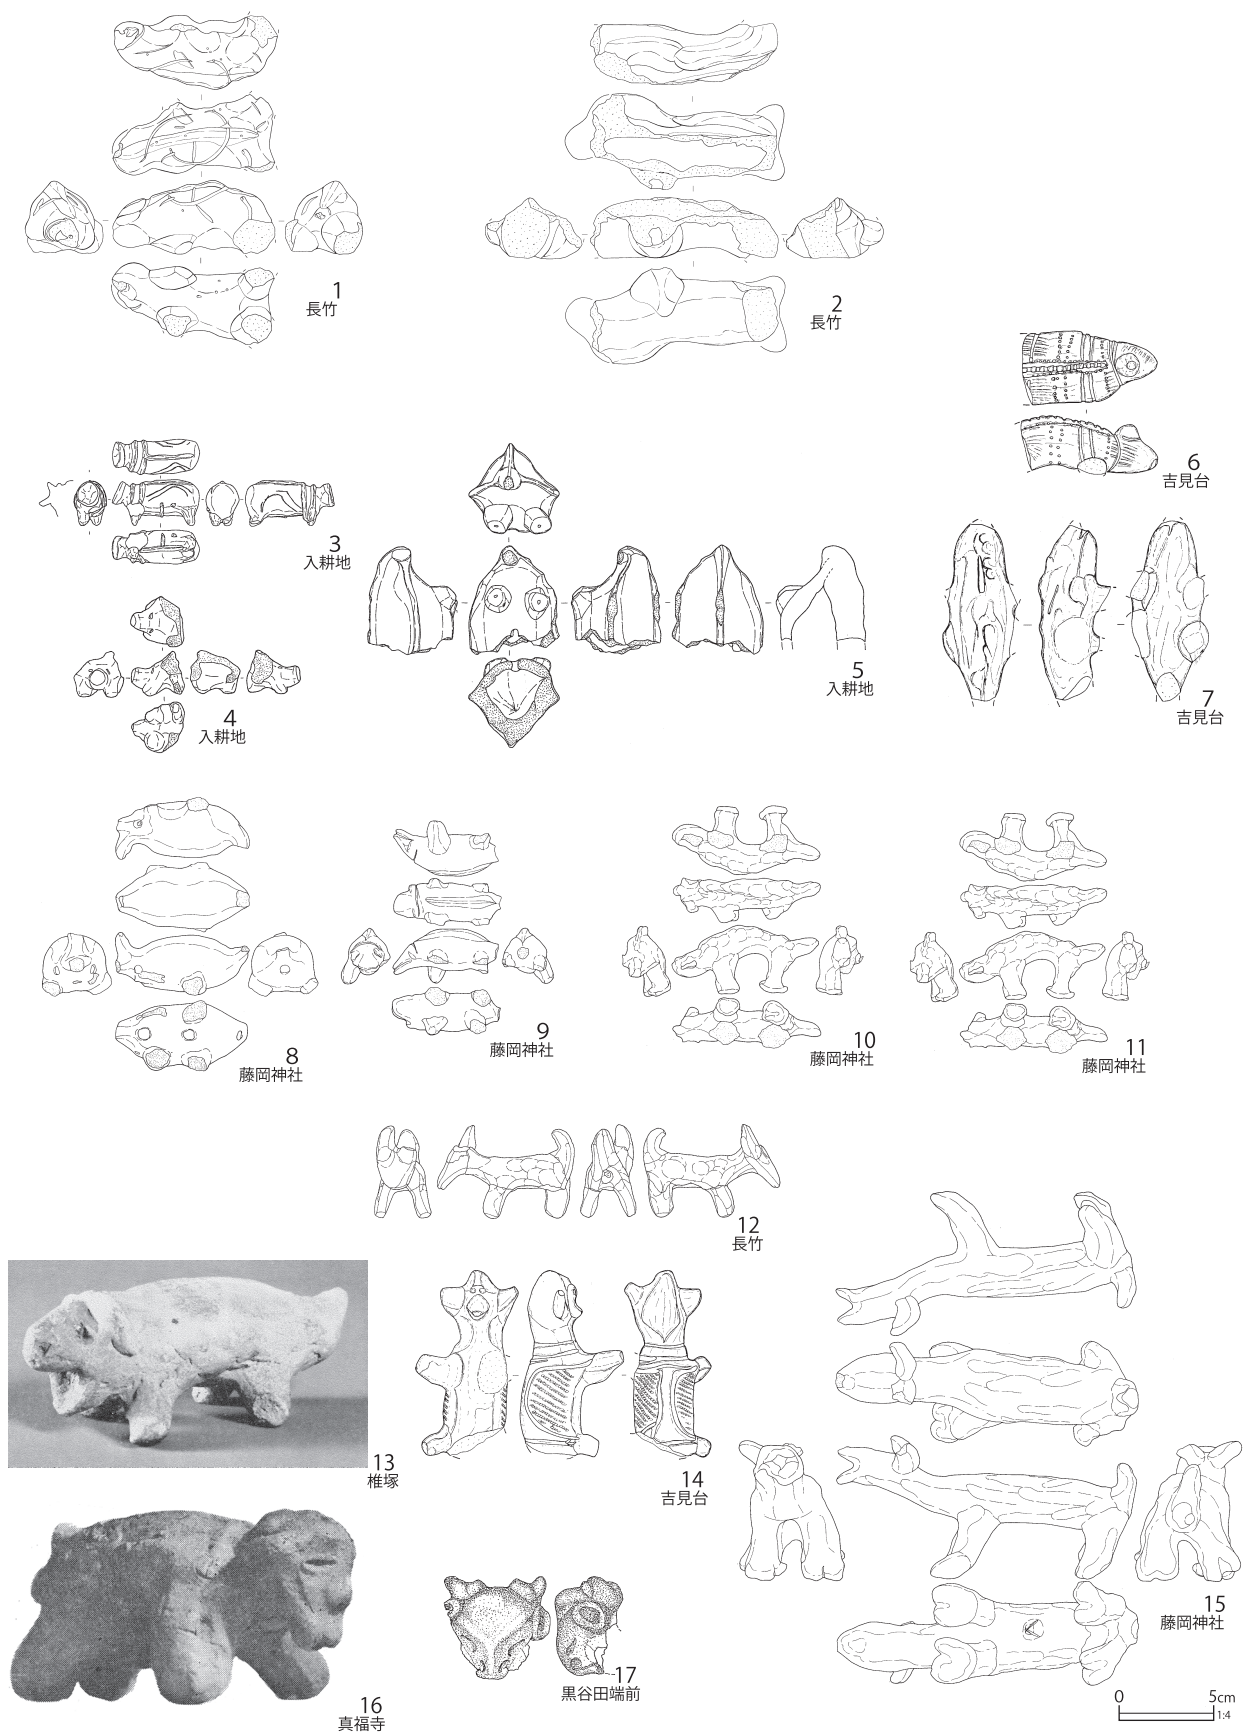 1
長竹
2
長竹
6
吉見台
3
入耕地
4
入耕地
5
入耕地
7
吉見台
8
藤岡神社
9
藤岡神社
10
藤岡神社
11
藤岡神社
12
長竹
13
椎塚
14
吉見台
15
藤岡神社
16
真福寺
17
黒谷田端前
0 5cm
1:4